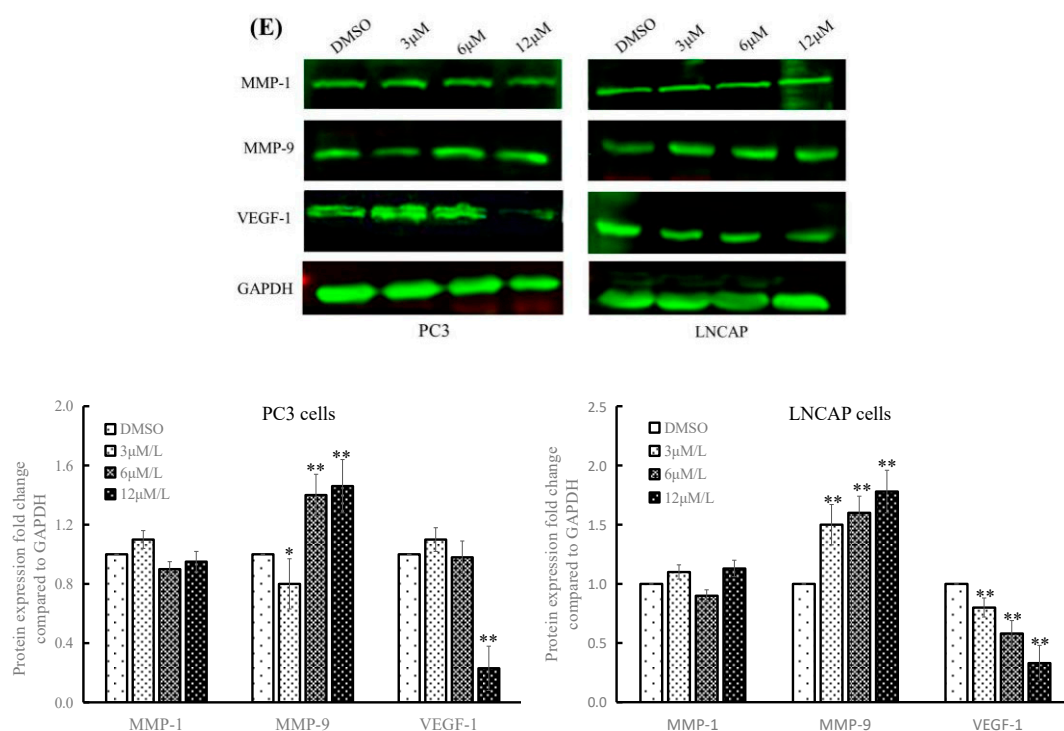 (E)
DMSO 3μM 6μM 12μM DMSO 3μM 6μM 12μM
MMP-1
MMP-9
VEGF-1
GAPDH
PC3 LNCAP
PC3 cells
Protein expression fold change
compared to GAPDH
2.0
1.6
1.2
0.8
0.4
0.0
DMSO
3μM/L
6μM/L
12μM/L
* ** ** **
MMP-1 MMP-9 VEGF-1
LNCAP cells
Protein expression fold change
compared to GAPDH
2.5
2.0
1.5
1.0
0.5
0.0
DMSO
3μM/L
6μM/L
12μM/L
** ** ** ** ** **
MMP-1 MMP-9 VEGF-1